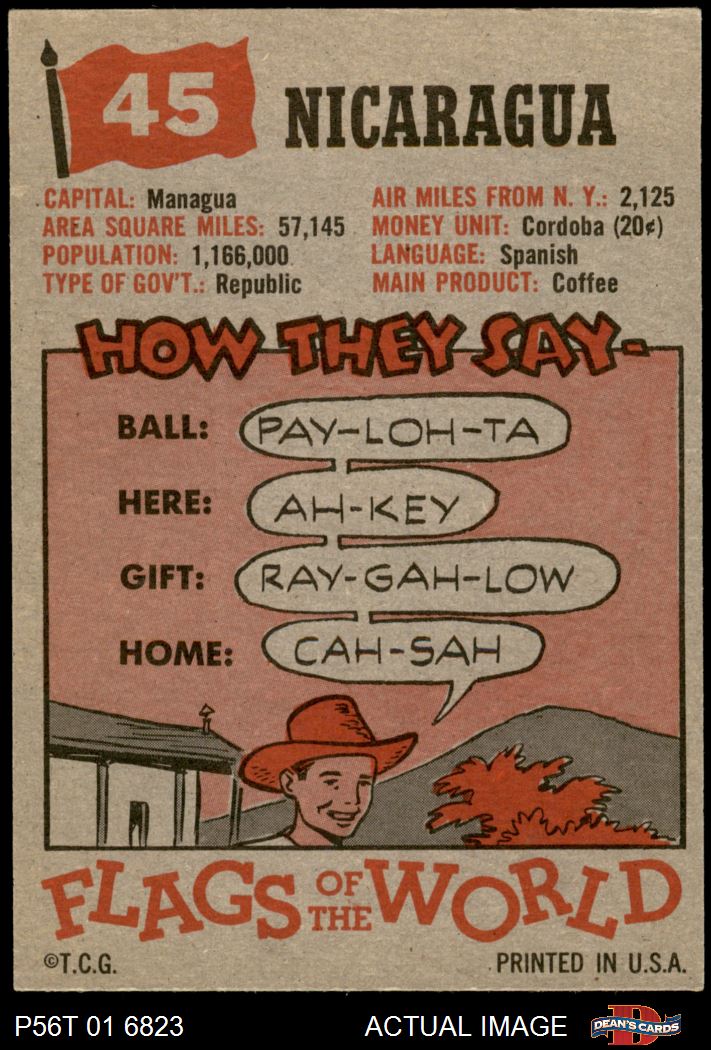 45 NICARAGUA
CAPITAL: Managua
AREA SQUARE MILES: 57,145
POPULATION: 1,166,000
TYPE OF GOV'T.: Republic
AIR MILES FROM N. Y.: 2,125
MONEY UNIT: Cordoba (20¢)
LANGUAGE: Spanish
MAIN PRODUCT: Coffee
HOW THEY SAY-
BALL: PAY-LOH-TA
HERE: AH-KEY
GIFT: RAY-GAH-LOW
HOME: CAH-SAH
FLAGS OF THE WORLD
©T.C.G. PRINTED IN U.S.A.
P56T 01 6823 ACTUAL IMAGE D DEAN'S CARDS